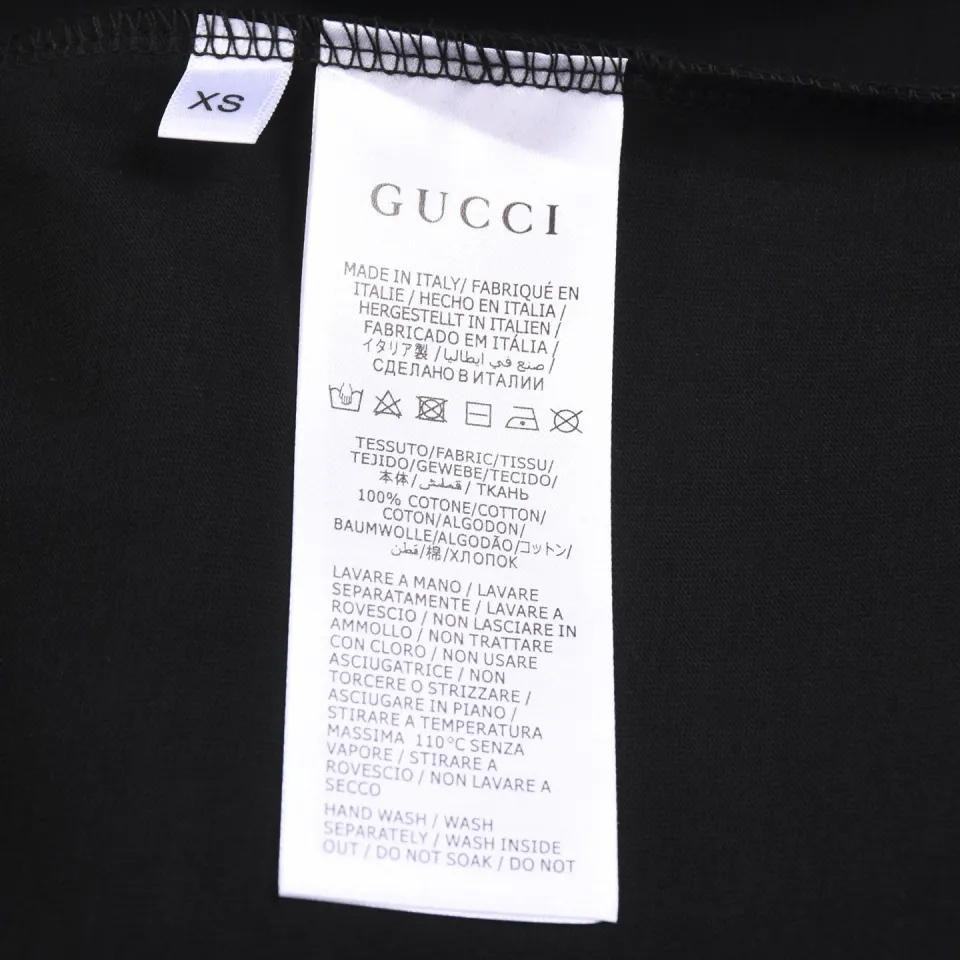 XS
GUCCI
MADE IN ITALY/ FABRIQUÉ EN
ITALIE / HECHO EN ITALIA /
HERGESTELLT IN ITALIEN /
FABRICADO EM ITÁLIA /
イタリア製 / صنع في ايطاليا /
СДЕЛАНО В ИТАЛИИ
TESSUTO/FABRIC/TISSU/
TEJIDO/GEWEBE/TECIDO/
本体/قملش/ ТКАНЬ
100% COTONE/COTTON/
COTON/ALGODON/
BAUMWOLLE/ALGODÃO/コットン/
قطن/棉/ХЛОПОК
LAVARE A MANO / LAVARE
SEPARATAMENTE / LAVARE A
ROVESCIO / NON LASCIARE IN
AMMOLLO / NON TRATTARE
CON CLORO / NON USARE
ASCIUGATRICE / NON
TORCERE O STRIZZARE /
ASCIUGARE IN PIANO /
STIRARE A TEMPERATURA
MASSIMA 110°C SENZA
VAPORE / STIRARE A
ROVESCIO / NON LAVARE A
SECCO
HAND WASH / WASH
SEPARATELY / WASH INSIDE
OUT / DO NOT SOAK / DO NOT